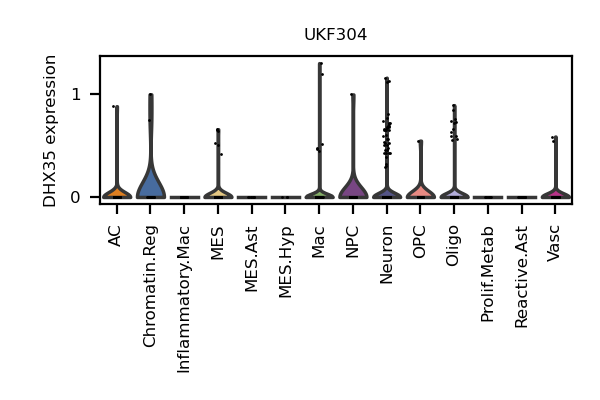 UKF304
DHX35 expression
1
0
AC
Chromatin.Reg
Inflammatory.Mac
MES
MES.Ast
MES.Hyp
Mac
NPC
Neuron
OPC
Oligo
Prolif.Metab
Reactive.Ast
Vasc